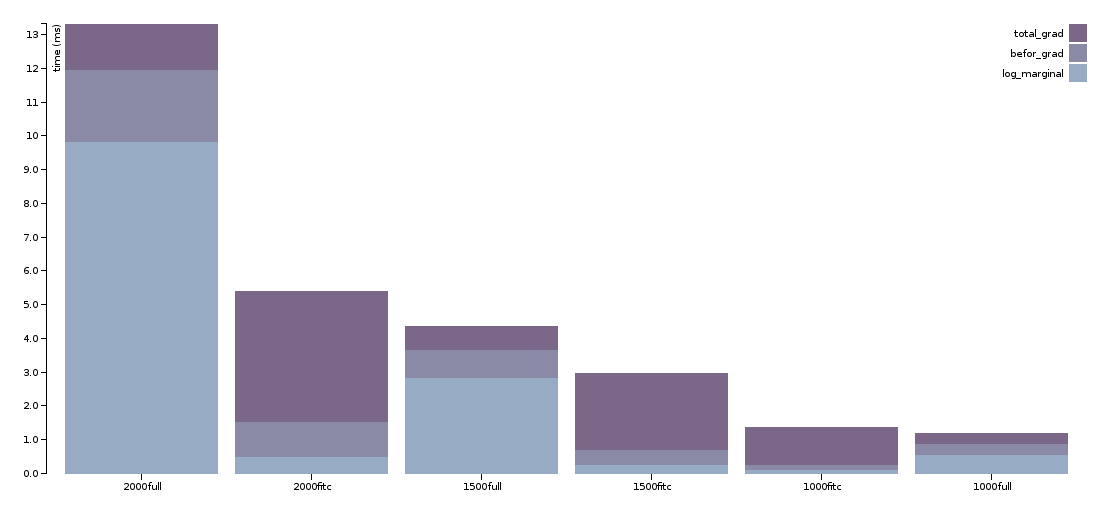 time (ms)
13
12
11
10
9.0
8.0
7.0
6.0
5.0
4.0
3.0
2.0
1.0
0.0
total_grad
befor_grad
log_marginal
2000full
2000fitc
1500full
1500fitc
1000fitc
1000full